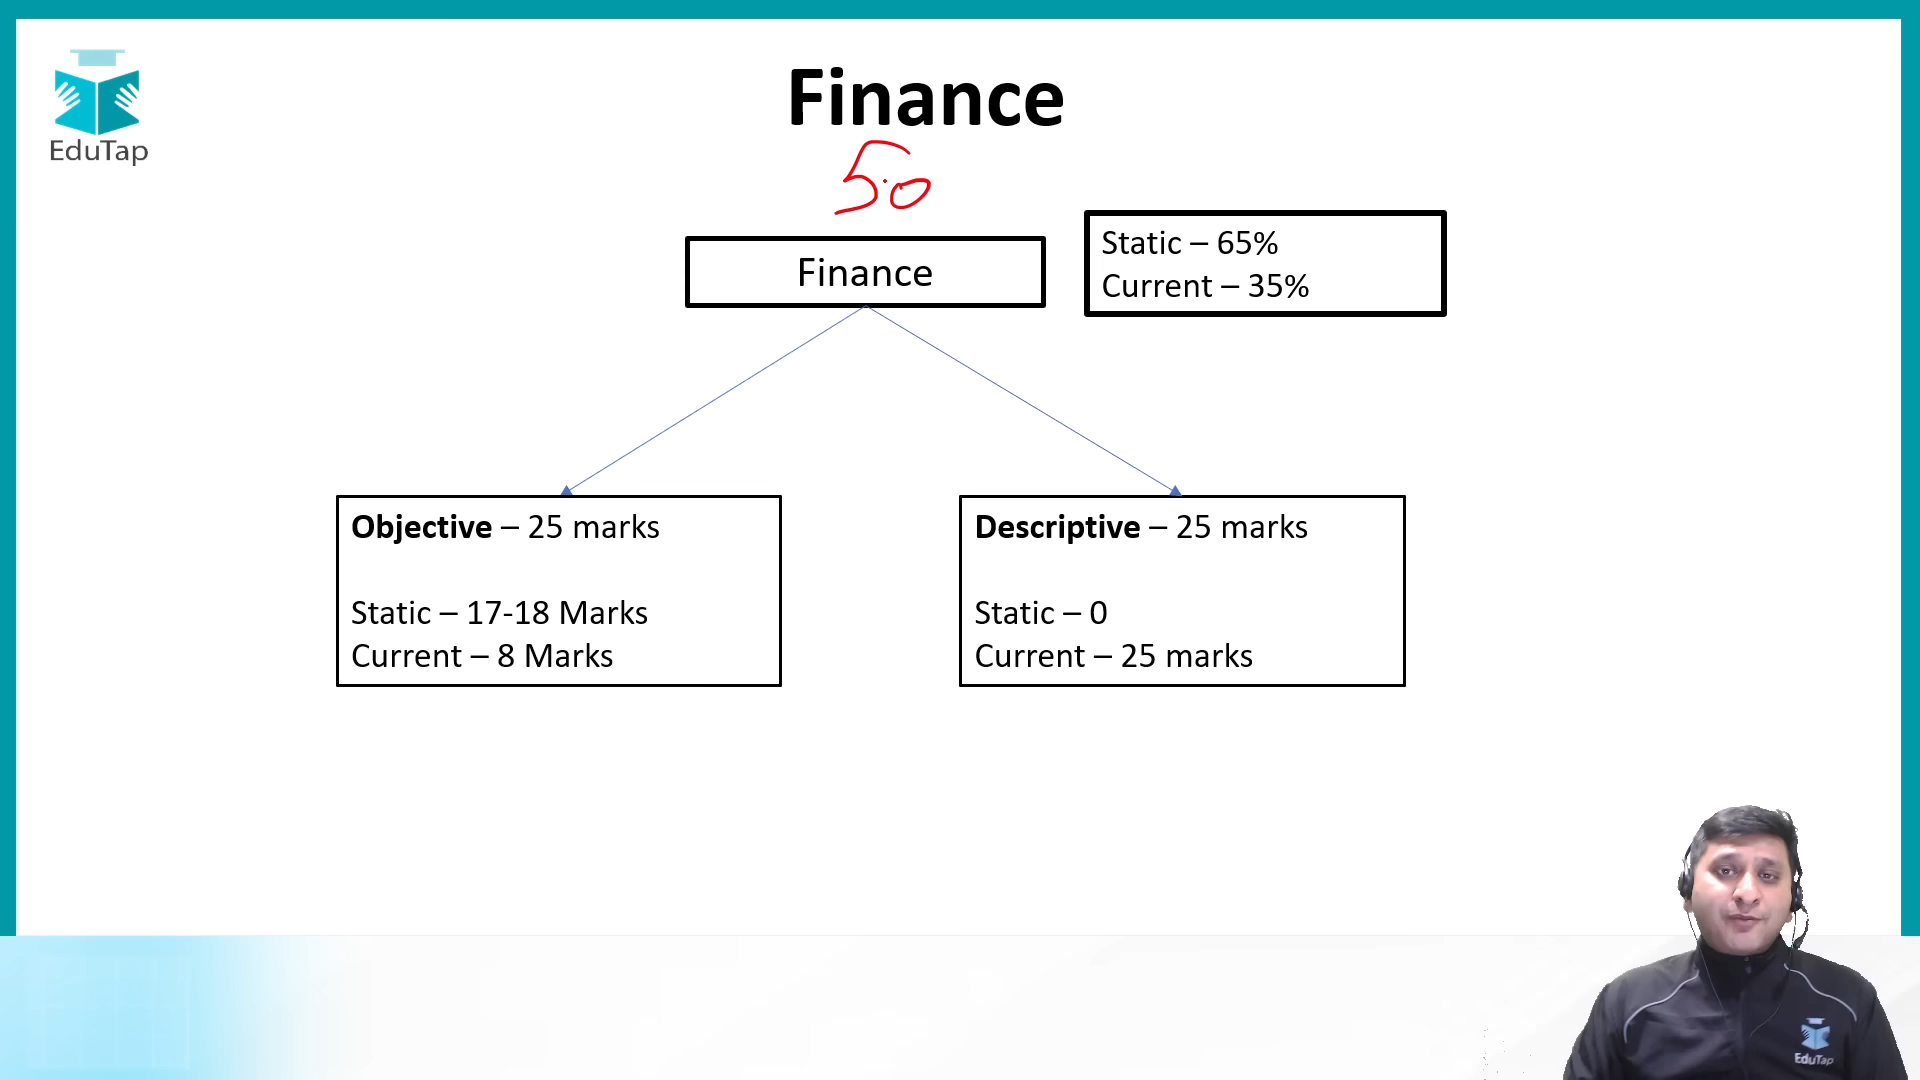 EduTap
Finance
50
Finance
Static – 65%
Current – 35%
Objective – 25 marks
Static – 17-18 Marks
Current – 8 Marks
Descriptive – 25 marks
Static – 0
Current – 25 marks
EduTap